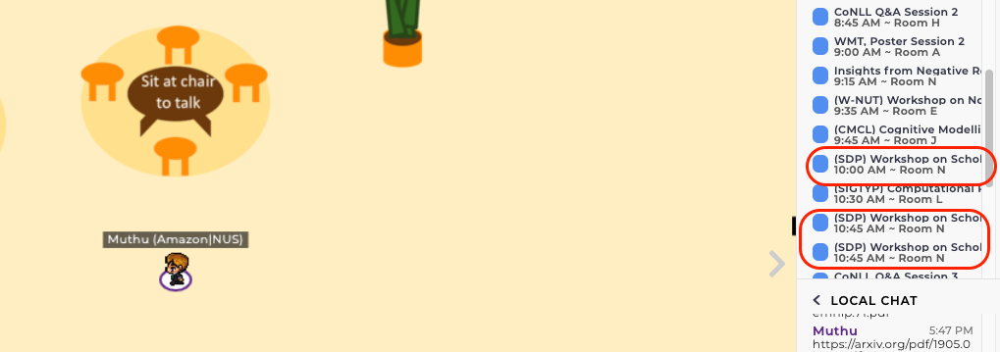 Sit at chair
to talk
Muthu (Amazon|NUS)
CoNLL Q&A Session 2
8:45 AM ~ Room H
WMT, Poster Session 2
9:00 AM ~ Room A
Insights from Negative
9:15 AM ~ Room N
(W-NUT) Workshop on
9:35 AM ~ Room E
(CMCL) Cognitive Modelli
9:45 AM ~ Room J
(SDP) Workshop on Schol
10:00 AM ~ Room N
(SIGTYP) Computational
10:30 AM ~ Room L
(SDP) Workshop on Schol
10:45 AM ~ Room N
(SDP) Workshop on Schol
10:45 AM ~ Room N
CoNLL Q&A Session 3
LOCAL CHAT
Muthu 5:47 PM
https://arxiv.org/pdf/1905.0